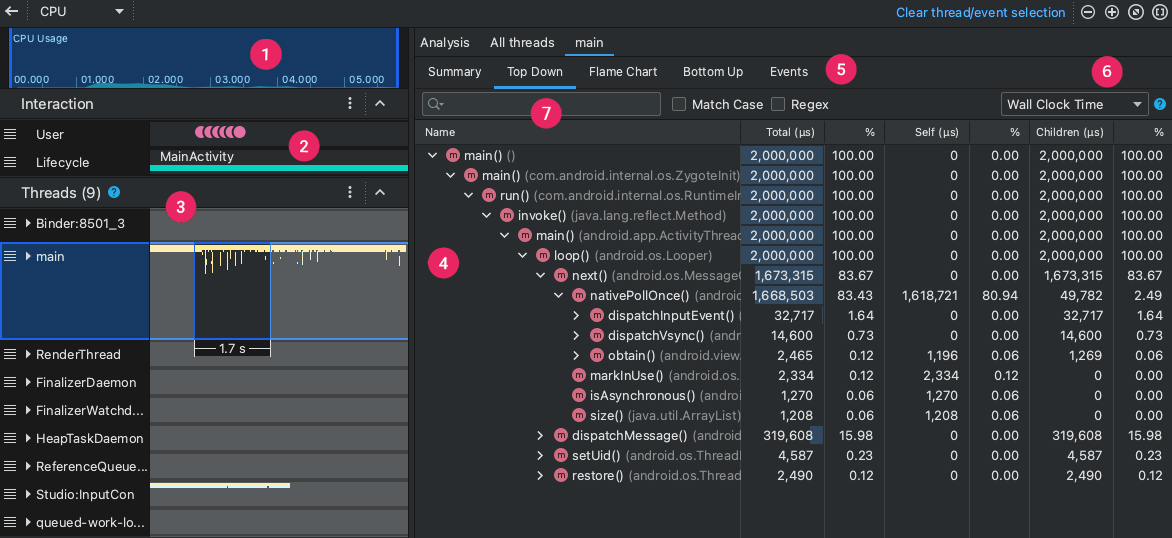 CPU
Clear thread/event selection
CPU Usage
1
00.000 01.000 02.000 03.000 04.000 05.000
Interaction
User
2
Lifecycle MainActivity
Threads (9) ?
3
Binder:8501_3
main
1.7 s
RenderThread
FinalizerDaemon
FinalizerWatchd...
HeapTaskDaemon
ReferenceQueue...
Studio:InputCon
queued-work-lo...
Analysis All threads main
Summary Top Down Flame Chart Bottom Up Events 5
6
7 Match Case Regex Wall Clock Time ?
Name Total (μs) % Self (μs) % Children (μs) %
m main() () 2,000,000 100.00 0 0.00 2,000,000 100.00
m main() (com.android.internal.os.ZygoteInit) 2,000,000 100.00 0 0.00 2,000,000 100.00
m run() (com.android.internal.os.RuntimeIn 2,000,000 100.00 0 0.00 2,000,000 100.00
m invoke() (java.lang.reflect.Method) 2,000,000 100.00 0 0.00 2,000,000 100.00
m main() (android.app.ActivityThread 2,000,000 100.00 0 0.00 2,000,000 100.00
4 m loop() (android.os.Looper) 2,000,000 100.00 0 0.00 2,000,000 100.00
m next() (android.os.Message 1,673,315 83.67 0 0.00 1,673,315 83.67
m nativePollOnce() (android 1,668,503 83.43 1,618,721 80.94 49,782 2.49
m dispatchInputEvent() 32,717 1.64 0 0.00 32,717 1.64
m dispatchVsync() (andr 14,600 0.73 0 0.00 14,600 0.73
m obtain() (android.view. 2,465 0.12 1,196 0.06 1,269 0.06
m markInUse() (android.os. 2,334 0.12 2,334 0.12 0 0.00
m isAsynchronous() (android 1,270 0.06 1,270 0.06 0 0.00
m size() (java.util.ArrayList) 1,208 0.06 1,208 0.06 0 0.00
m dispatchMessage() (android 319,608 15.98 0 0.00 319,608 15.98
m setUid() (android.os.Thread 4,587 0.23 0 0.00 4,587 0.23
m restore() (android.os.Thread 2,490 0.12 0 0.00 2,490 0.12